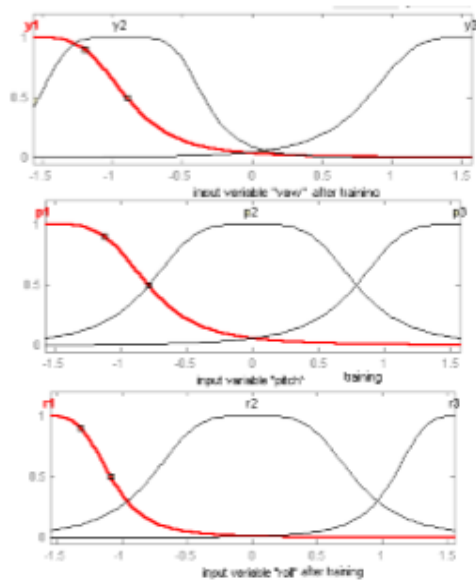 y1 y2 y3
1
0.5
0
-1.5 -1 -0.5 0 0.5 1 1.5
input variable "yaw" after training
p1 p2 p3
1
0.5
0
-1.5 -1 -0.5 0 0.5 1 1.5
input variable "pitch" training
r1 r2 r3
1
0.5
0
-1.5 -1 -0.5 0 0.5 1 1.5
input variable "roll" after training